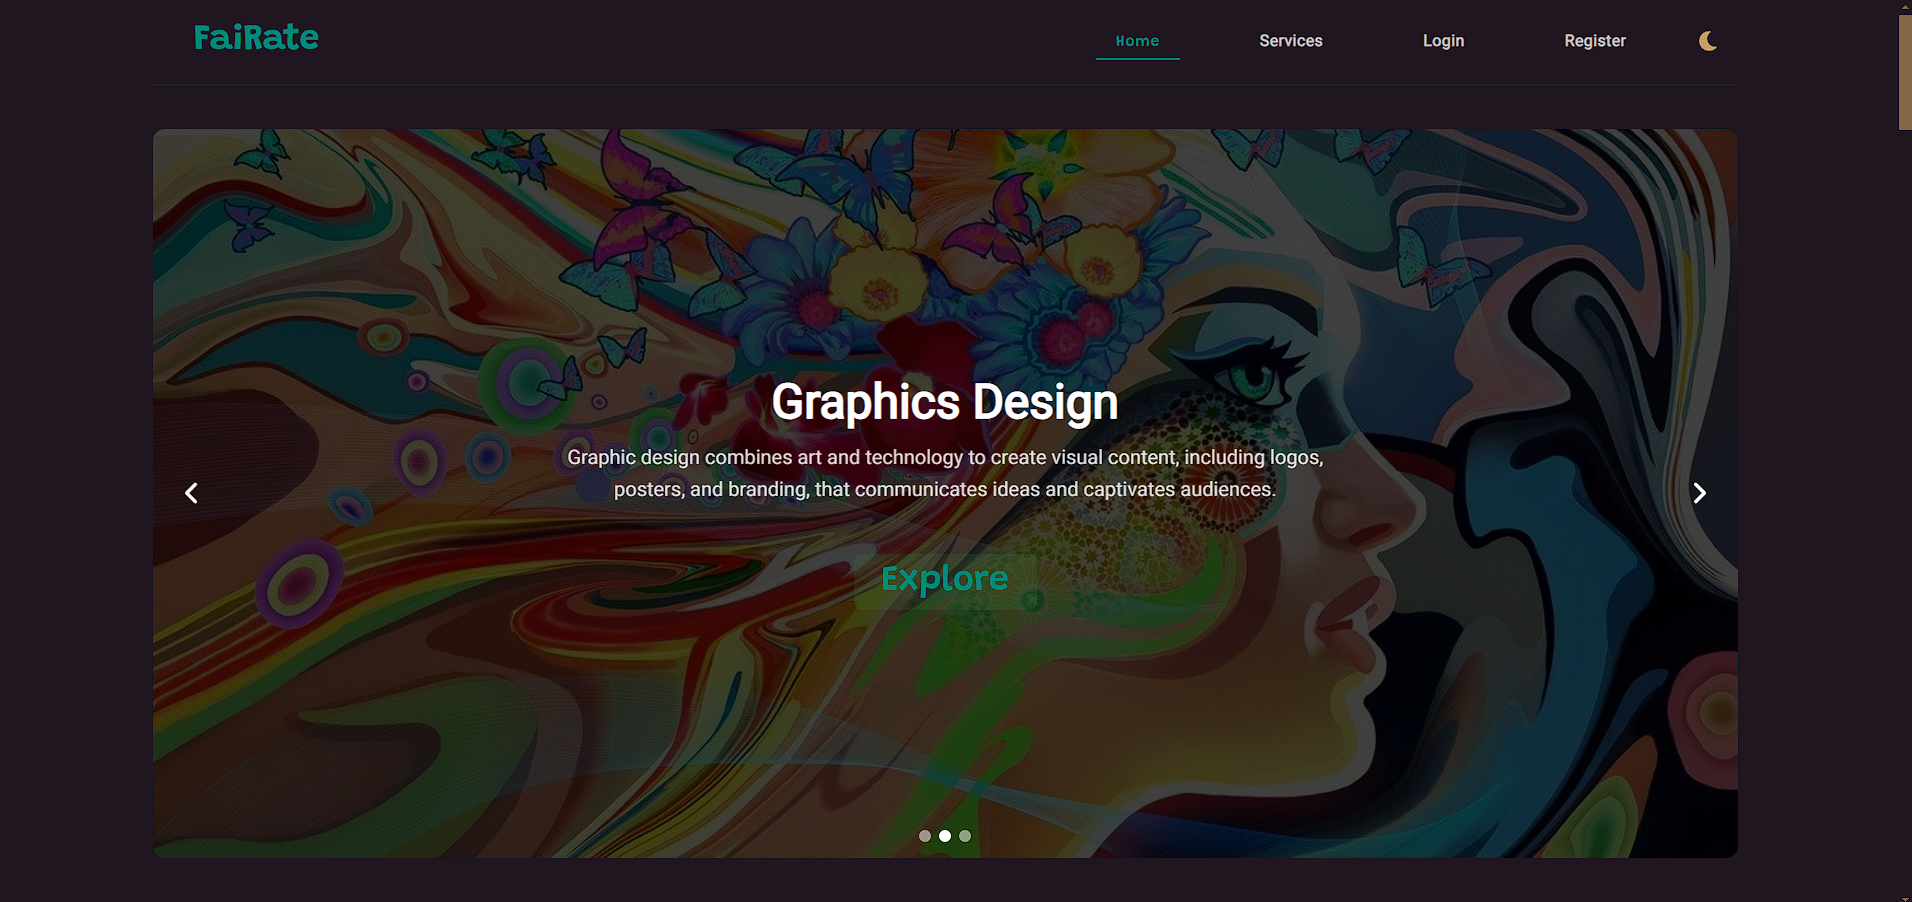 FaiRate
Home Services Login Register
Graphics Design
Graphic design combines art and technology to create visual content, including logos,
posters, and branding, that communicates ideas and captivates audiences.
Explore